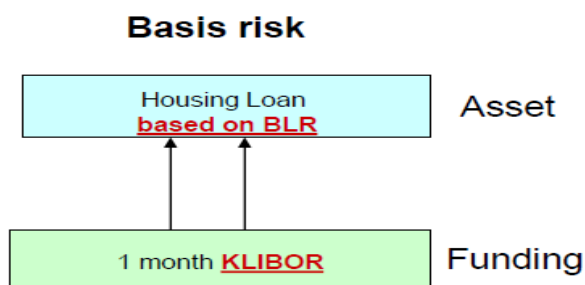 Basis risk
Housing Loan
based on BLR
Asset
1 month KLIBOR
Funding